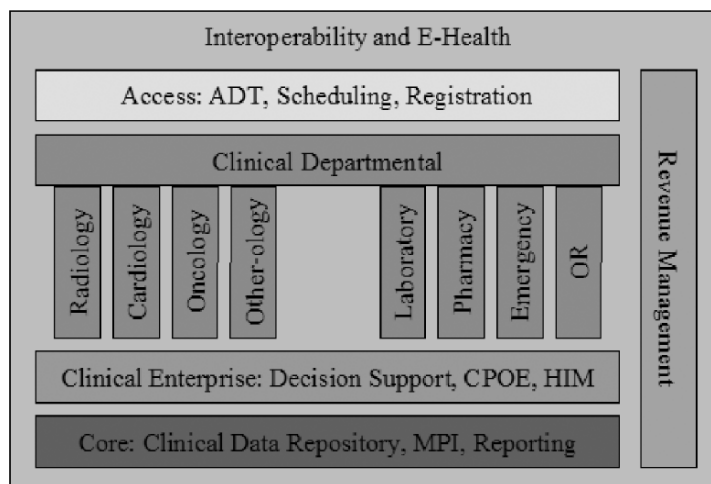 Interoperability and E-Health
Access: ADT, Scheduling, Registration
Clinical Departmental
Radiology
Cardiology
Oncology
Other-ology
Laboratory
Pharmacy
Emergency
OR
Clinical Enterprise: Decision Support, CPOE, HIM
Core: Clinical Data Repository, MPI, Reporting
Revenue Management